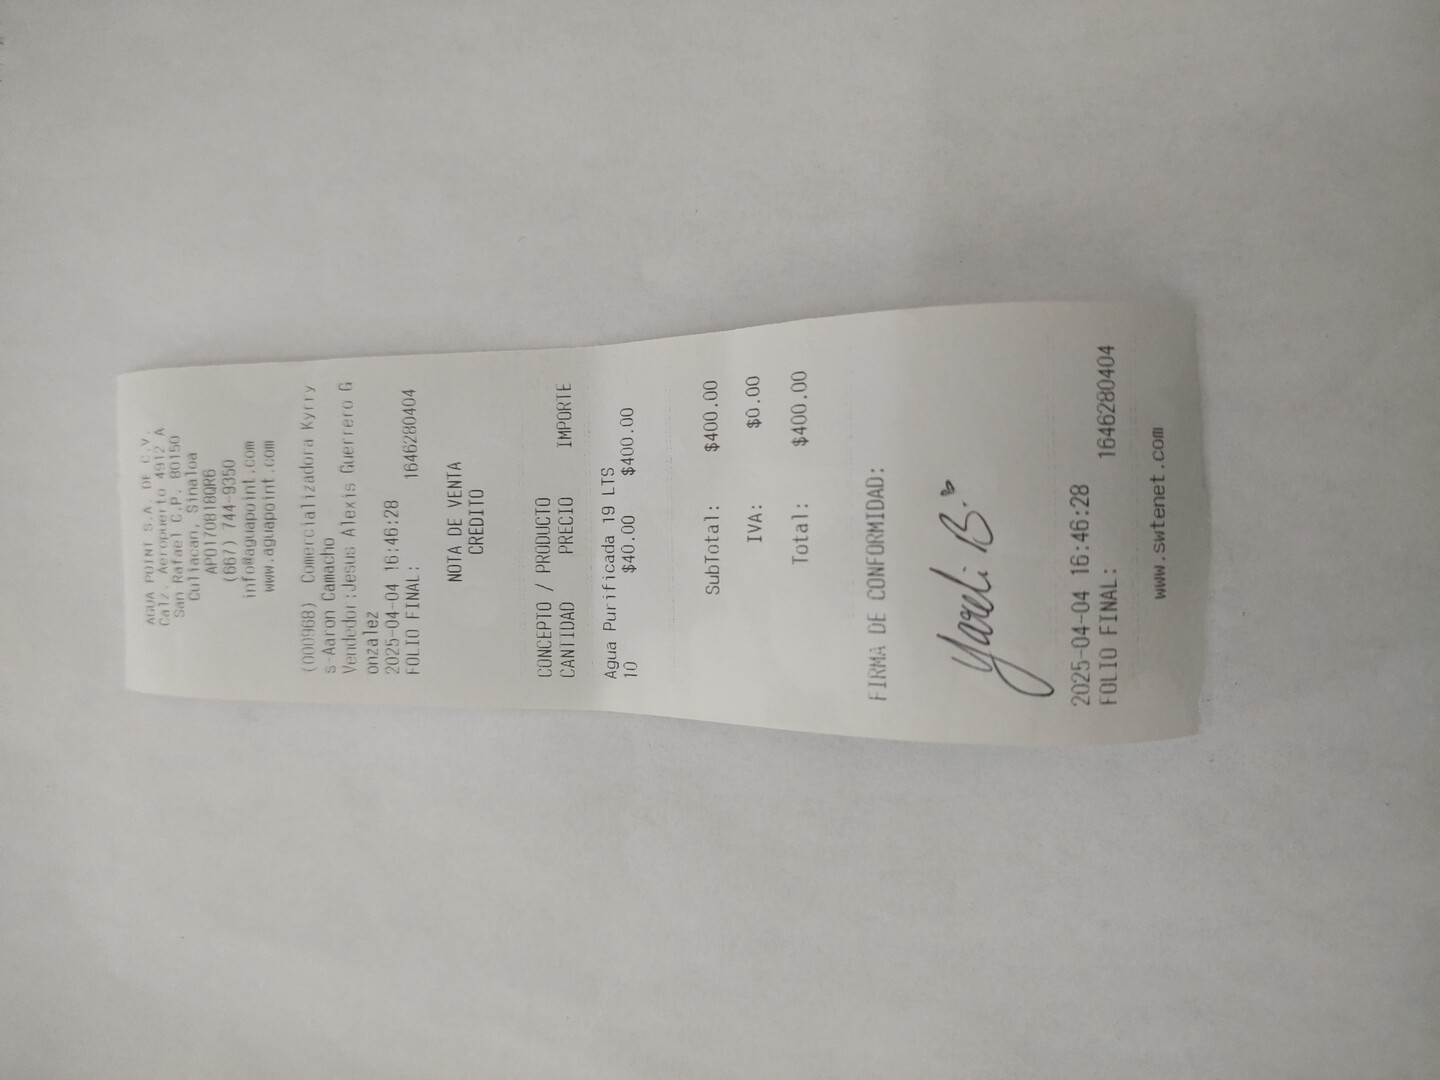 AGUA POINT S.A. DE C.V.
Calz. Aeropuerto 4912 A
San Rafael C.P. 80150
Culiacan, Sinaloa
APO170818QR6
(667) 744-9350
info@aguapoint.com
www.aguapoint.com
(000968) Comercializadora Kyrry
s-Aaron Camacho
Vendedor:Jesus Alexis Guerrero G
onzalez
2025-04-04 16:46:28
FOLIO FINAL: 1646280404
NOTA DE VENTA
CREDITO
CONCEPTO / PRODUCTO
CANTIDAD PRECIO IMPORTE
Agua Purificada 19 LTS
10 $40.00 $400.00
SubTotal: $400.00
IVA: $0.00
Total: $400.00
FIRMA DE CONFORMIDAD:
Yareli B.
2025-04-04 16:46:28
FOLIO FINAL: 1646280404
www.swtenet.com